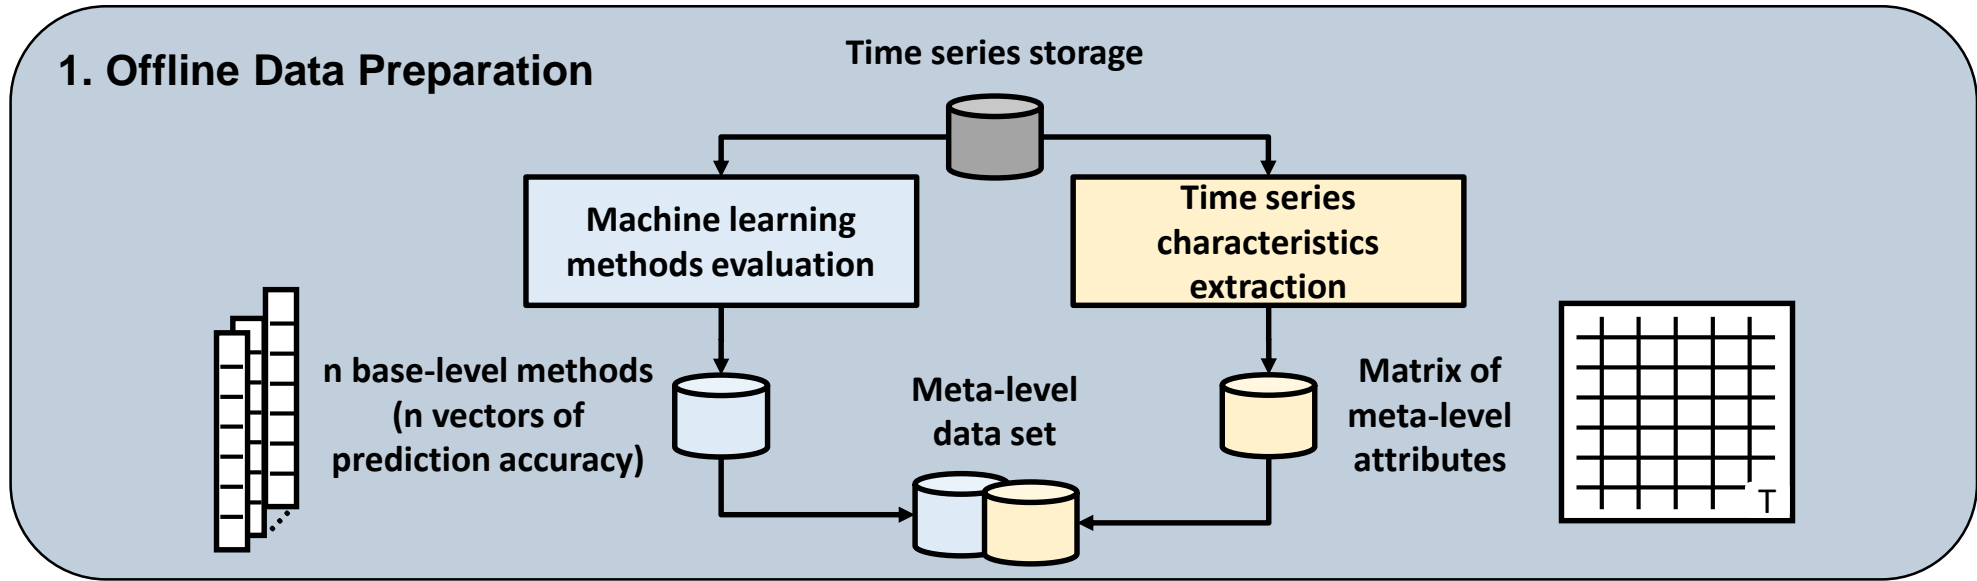 1. Offline Data Preparation
Time series storage
Machine learning
methods evaluation
Time series
characteristics
extraction
n base-level methods
(n vectors of
prediction accuracy)
Meta-level
data set
Matrix of
meta-level
attributes
T